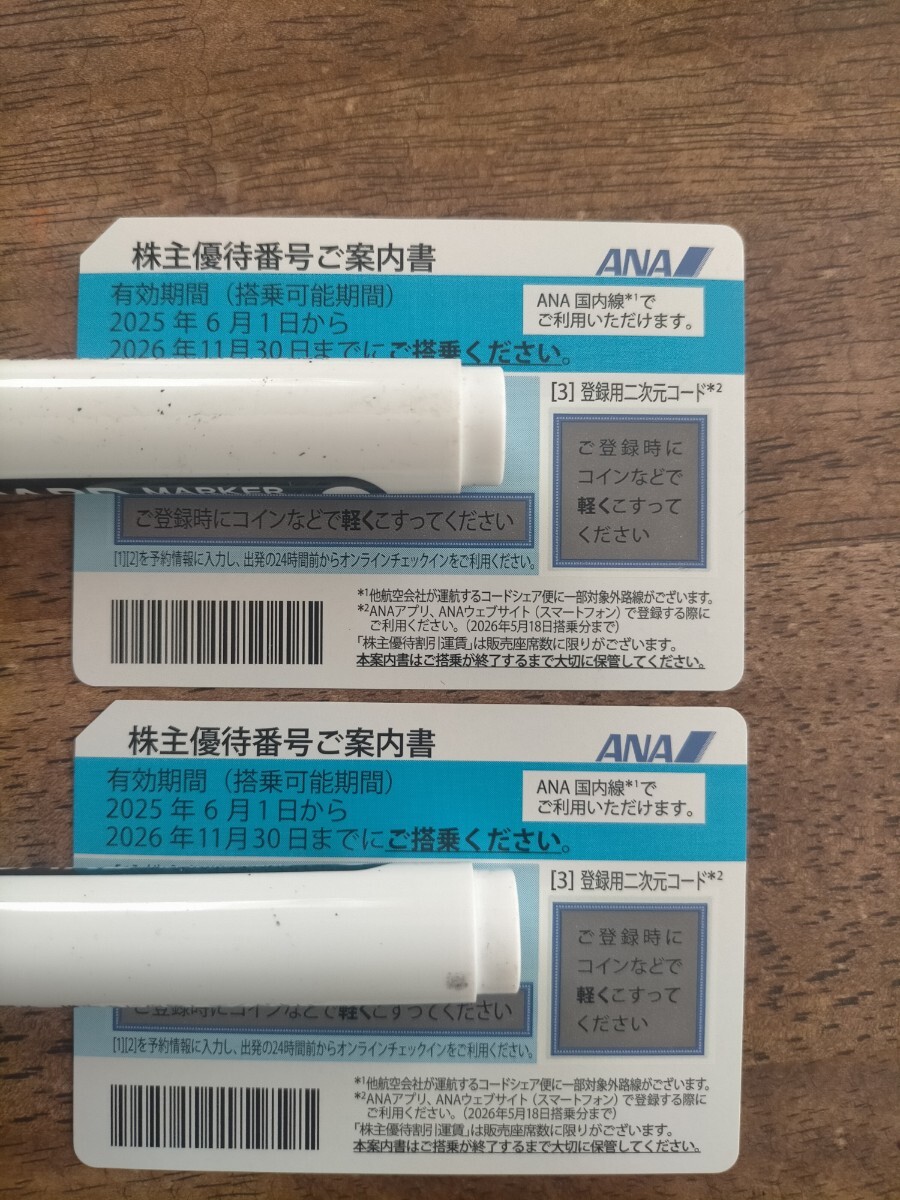 株主優待番号ご案内書
ANA
有効期間（搭乗可能期間）
2025年6月1日から
2026年11月30日までにご搭乗ください。
ANA国内線*1で
ご利用いただけます。
[3] 登録用二次元コード*2
ご登録時に
コインなどで
軽くこすって
ください
MARKER
ご登録時にコインなどで軽くこすってください
[1][2]を予約情報に入力し、出発の24時間前からオンラインチェックインをご利用ください。
*1他航空会社が運航するコードシェア便に一部対象外路線がございます。
*2ANAアプリ、ANAウェブサイト（スマートフォン）で登録する際に
ご利用ください。（2026年5月18日搭乗分まで）
「株主優待割引運賃」は販売座席数に限りがございます。
本案内書はご搭乗が終了するまで大切に保管してください。
株主優待番号ご案内書
ANA
有効期間（搭乗可能期間）
2025年6月1日から
2026年11月30日までにご搭乗ください。
ANA国内線*1で
ご利用いただけます。
[3] 登録用二次元コード*2
ご登録時に
コインなどで
軽くこすって
ください
ご登録時にコインなどで軽くこすってください
[1][2]を予約情報に入力し、出発の24時間前からオンラインチェックインをご利用ください。
*1他航空会社が運航するコードシェア便に一部対象外路線がございます。
*2ANAアプリ、ANAウェブサイト（スマートフォン）で登録する際に
ご利用ください。（2026年5月18日搭乗分まで）
「株主優待割引運賃」は販売座席数に限りがございます。
本案内書はご搭乗が終了するまで大切に保管してください。